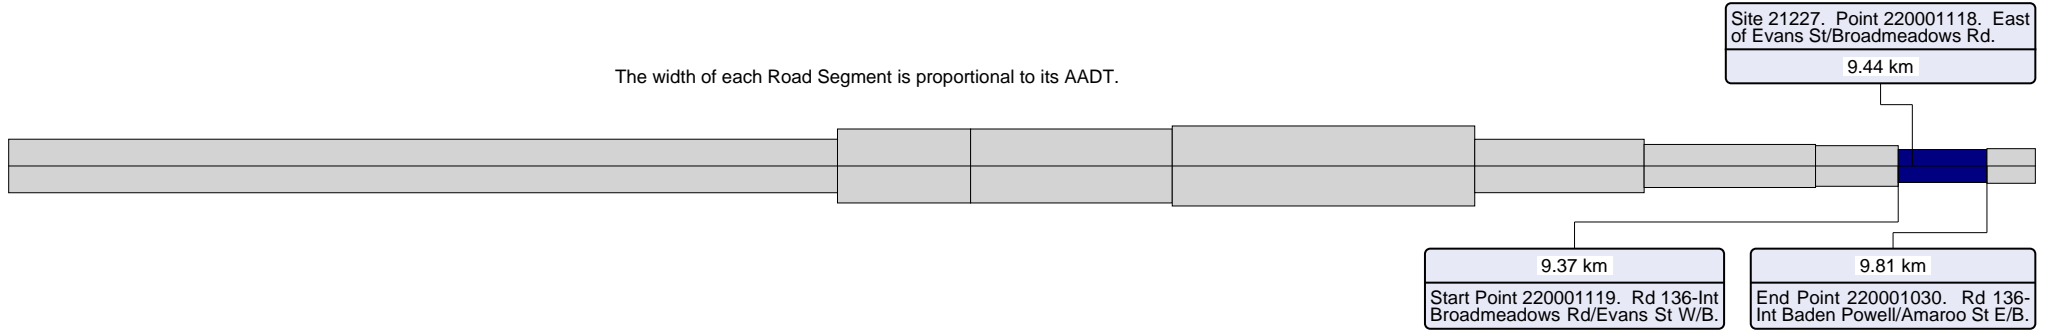 Site 21227. Point 220001118. East
of Evans St/Broadmeadows Rd.
9.44 km
The width of each Road Segment is proportional to its AADT.
9.37 km
Start Point 220001119. Rd 136-Int
Broadmeadows Rd/Evans St W/B.
9.81 km
End Point 220001030. Rd 136-
Int Baden Powell/Amaroo St E/B.